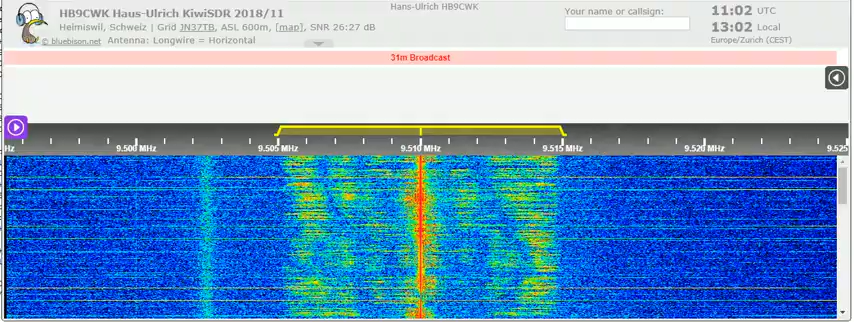 HB9CWK Haus-Ulrich KiwiSDR 2018/11
Heimiswil, Schweiz | Grid JN37TB, ASL 600m, [map], SNR 26:27 dB
© bluebison.net Antenna: Longwire = Horizontal
Hans-Ulrich HB9CWK
Your name or callsign:
11:02 UTC
13:02 Local
Europe/Zurich (CEST)
31m Broadcast
Hz 9.500 MHz 9.505 MHz 9.510 MHz 9.515 MHz 9.520 MHz 9.525